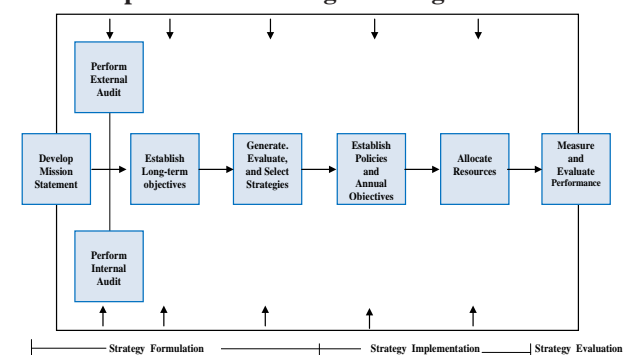 Perform
External
Audit
Develop
Mission
Statement
Establish
Long-term
objectives
Generate.
Evaluate,
and Select
Strategies
Establish
Policies
and
Annual
Objectives
Allocate
Resources
Measure
and
Evaluate
Performance
Perform
Internal
Audit
Strategy Formulation
Strategy Implementation
Strategy Evaluation